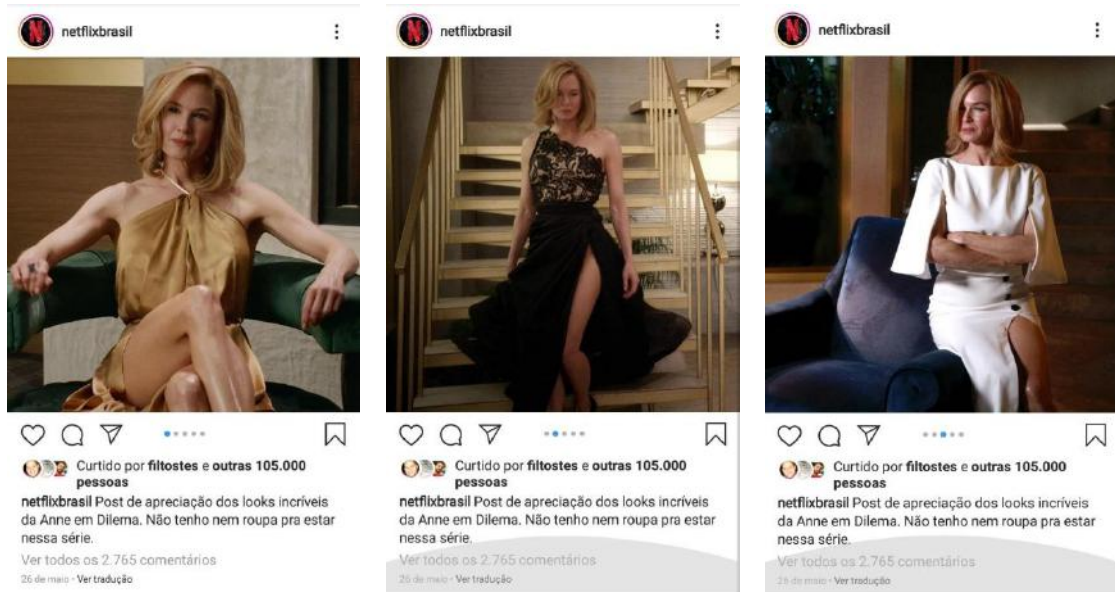 netflixbrasil
Curtido por filtostes e outras 105.000
pessoas
netflixbrasil Post de apreciação dos looks incríveis
da Anne em Dilema. Não tenho nem roupa pra estar
nessa série.
Ver todos os 2.765 comentários
26 de maio • Ver tradução
netflixbrasil
Curtido por filtostes e outras 105.000
pessoas
netflixbrasil Post de apreciação dos looks incríveis
da Anne em Dilema. Não tenho nem roupa pra estar
nessa série.
Ver todos os 2.765 comentários
26 de maio • Ver tradução
netflixbrasil
Curtido por filtostes e outras 105.000
pessoas
netflixbrasil Post de apreciação dos looks incríveis
da Anne em Dilema. Não tenho nem roupa pra estar
nessa série.
Ver todos os 2.765 comentários
26 de maio • Ver tradução